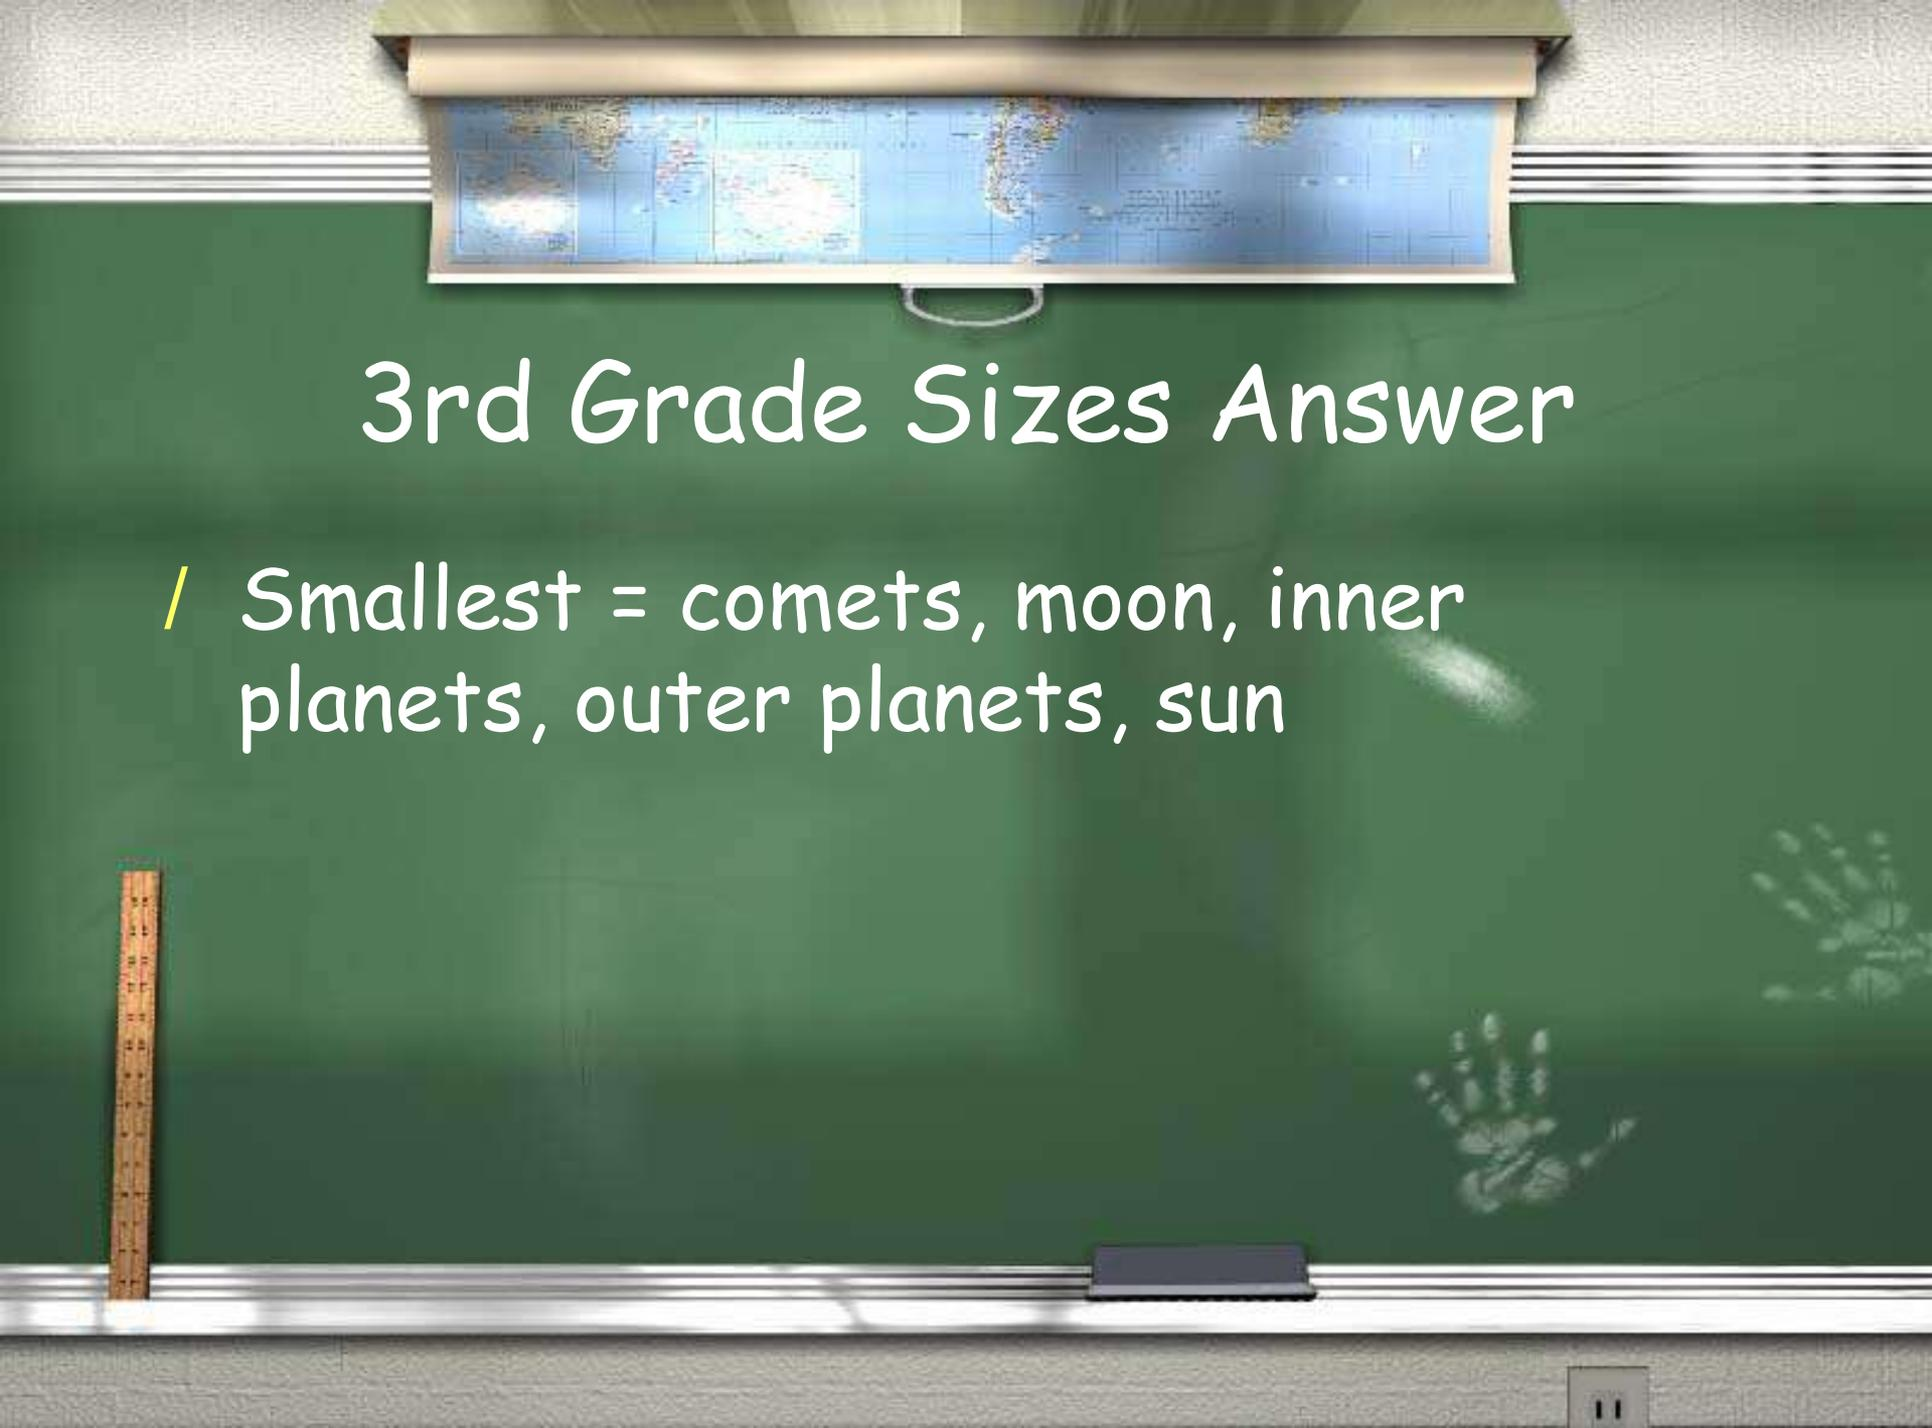 3rd Grade Sizes Answer
/ Smallest = comets, moon, inner
planets, outer planets, sun